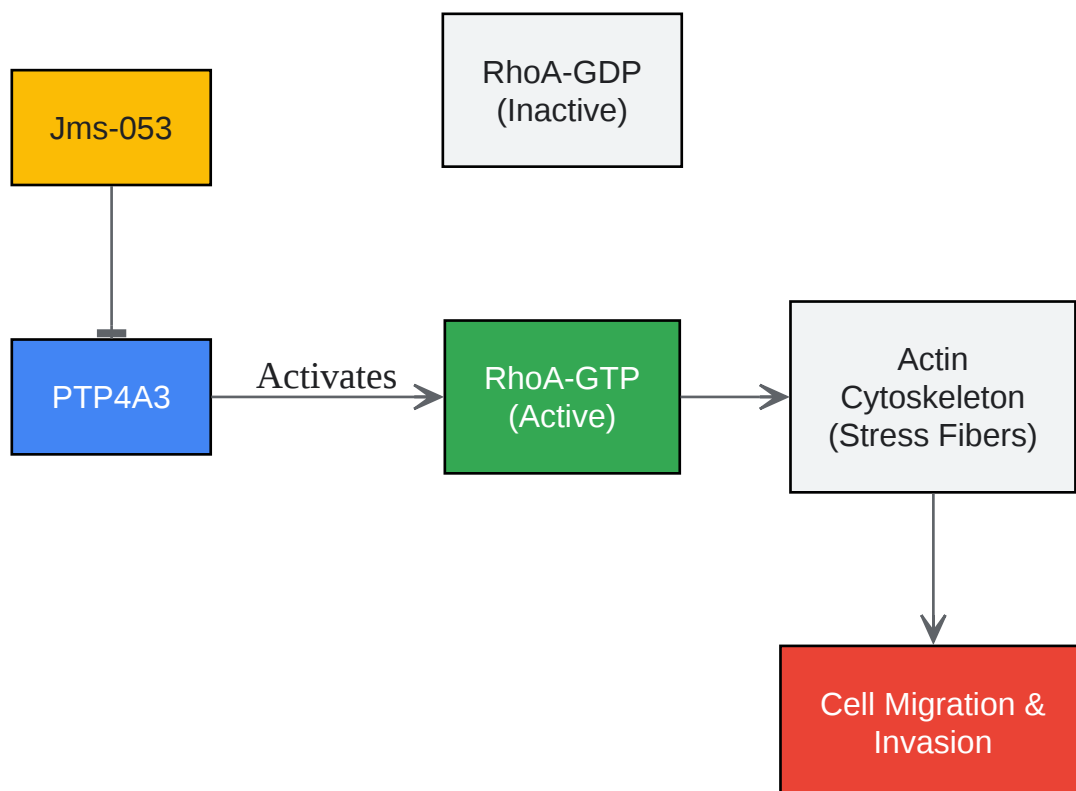 RhoA-GDP
(Inactive)
Jms-053
PTP4A3
Activates
RhoA-GTP
(Active)
Actin
Cytoskeleton
(Stress Fibers)
Cell Migration &
Invasion